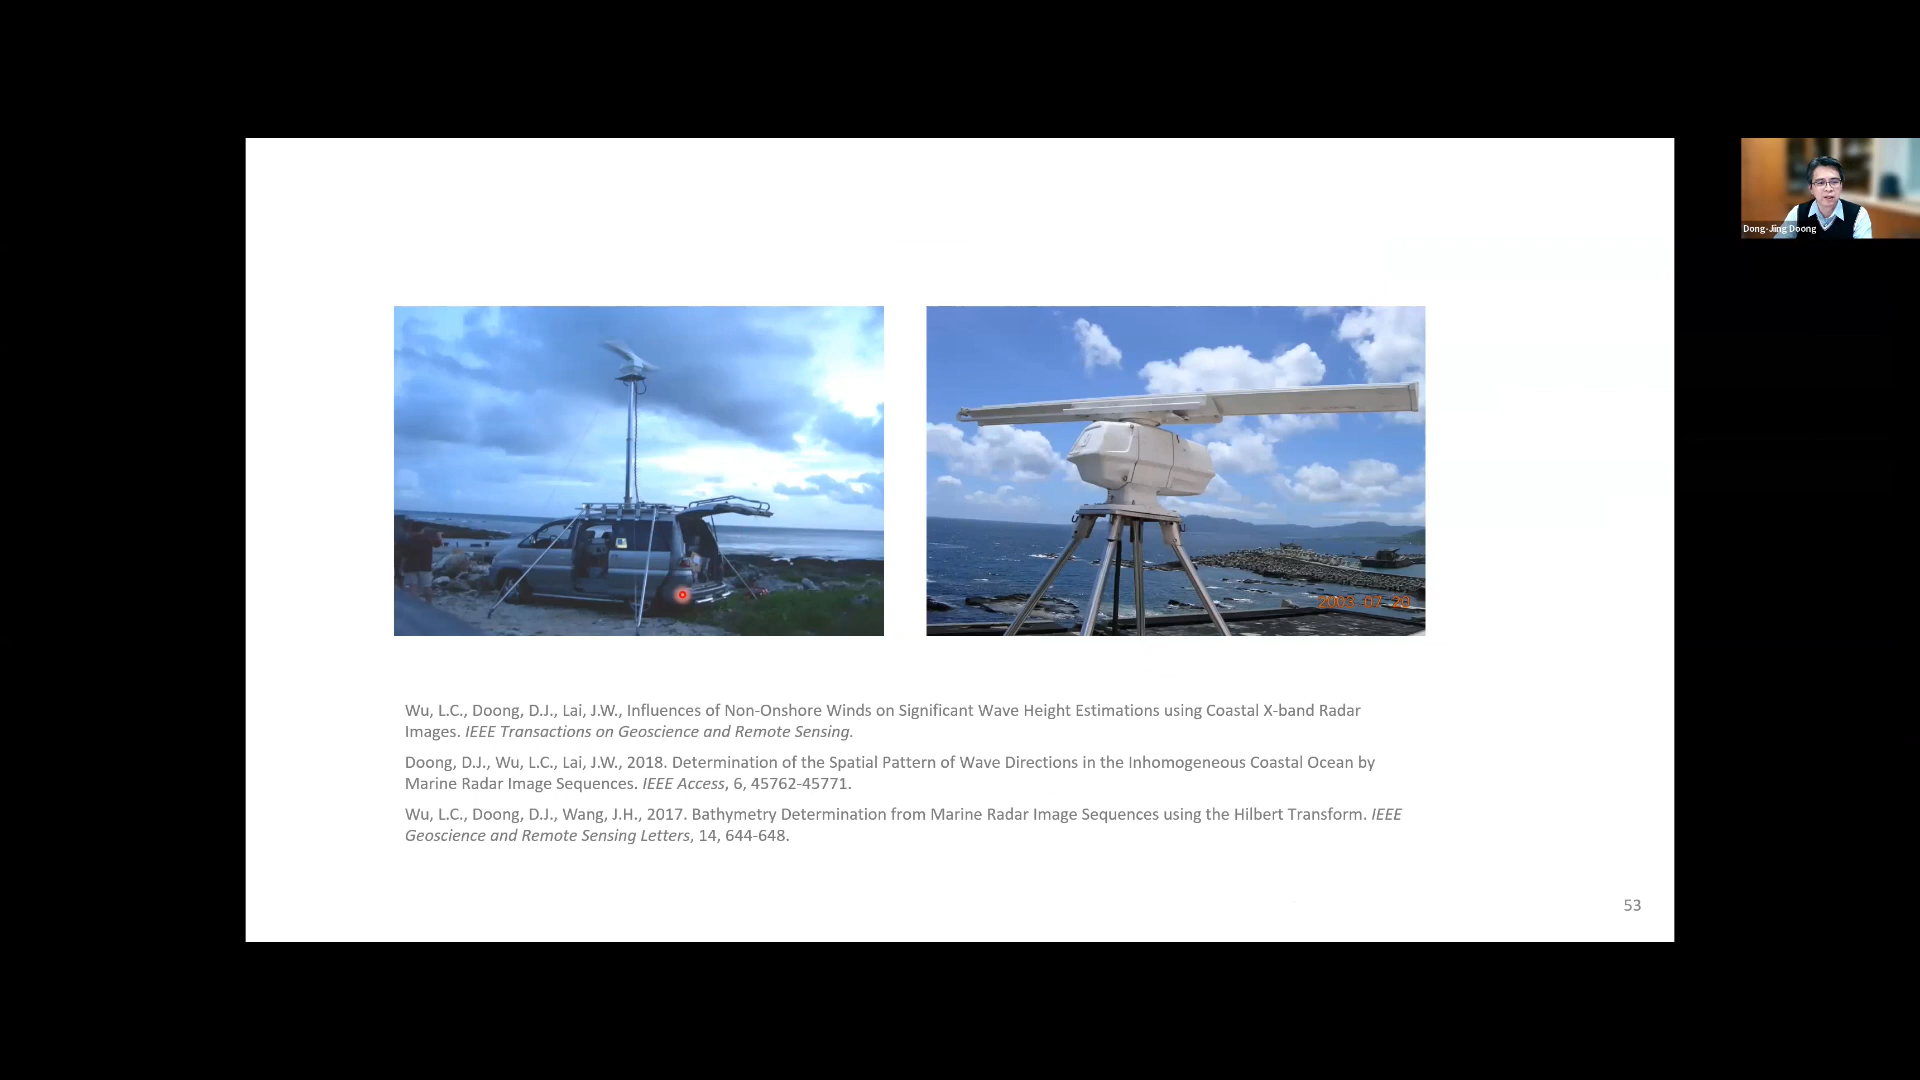 Dong-Jiing Doong
2003 07 20
Wu, L.C., Doong, D.J., Lai, J.W., Influences of Non-Onshore Winds on Significant Wave Height Estimations using Coastal X-band Radar
Images. IEEE Transactions on Geoscience and Remote Sensing.
Doong, D.J., Wu, L.C., Lai, J.W., 2018. Determination of the Spatial Pattern of Wave Directions in the Inhomogeneous Coastal Ocean by
Marine Radar Image Sequences. IEEE Access, 6, 45762-45771.
Wu, L.C., Doong, D.J., Wang, J.H., 2017. Bathymetry Determination from Marine Radar Image Sequences using the Hilbert Transform. IEEE
Geoscience and Remote Sensing Letters, 14, 644-648.
53